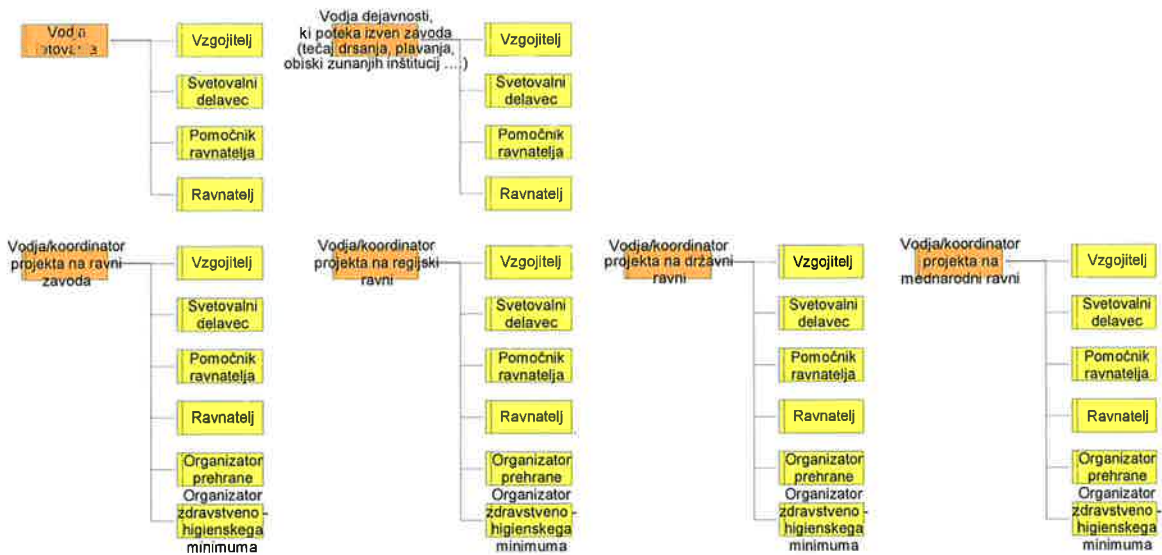 Vodja
Vzgojitelj
Svetovalni
delavec
Pomočnik
ravnatelja
Ravnatelj
Vodja dejavnosti,
ki poteka izven zavoda
(tečaj drsanja, plavanja,
obiski zunanjih inštitucij ....)
Vzgojitelj
Svetovalni
delavec
Pomočnik
ravnatelja
Ravnatelj
Vodja/koordinator
projekta na ravni
zavoda
Vzgojitelj
Svetovalni
delavec
Pomočnik
ravnatelja
Ravnatelj
Organizator
prehrane
Organizator
zdravstveno -
higienskega
minimuma
Vodja/koordinator
projekta na regijski
ravni
Vzgojitelj
Svetovalni
delavec
Pomočnik
ravnatelja
Ravnatelj
Organizator
prehrane
Organizator
zdravstveno -
higienskega
minimuma
Vodja/koordinator
projekta na državni
ravni
Vzgojitelj
Svetovalni
delavec
Pomočnik
ravnatelja
Ravnatelj
Organizator
prehrane
Organizator
zdravstveno -
higienskega
minimuma
Vodja/koordinator
projekta na
mednarodni ravni
Vzgojitelj
Svetovalni
delavec
Pomočnik
ravnatelja
Ravnatelj
Organizator
prehrane
Organizator
zdravstveno -
higienskega
minimuma